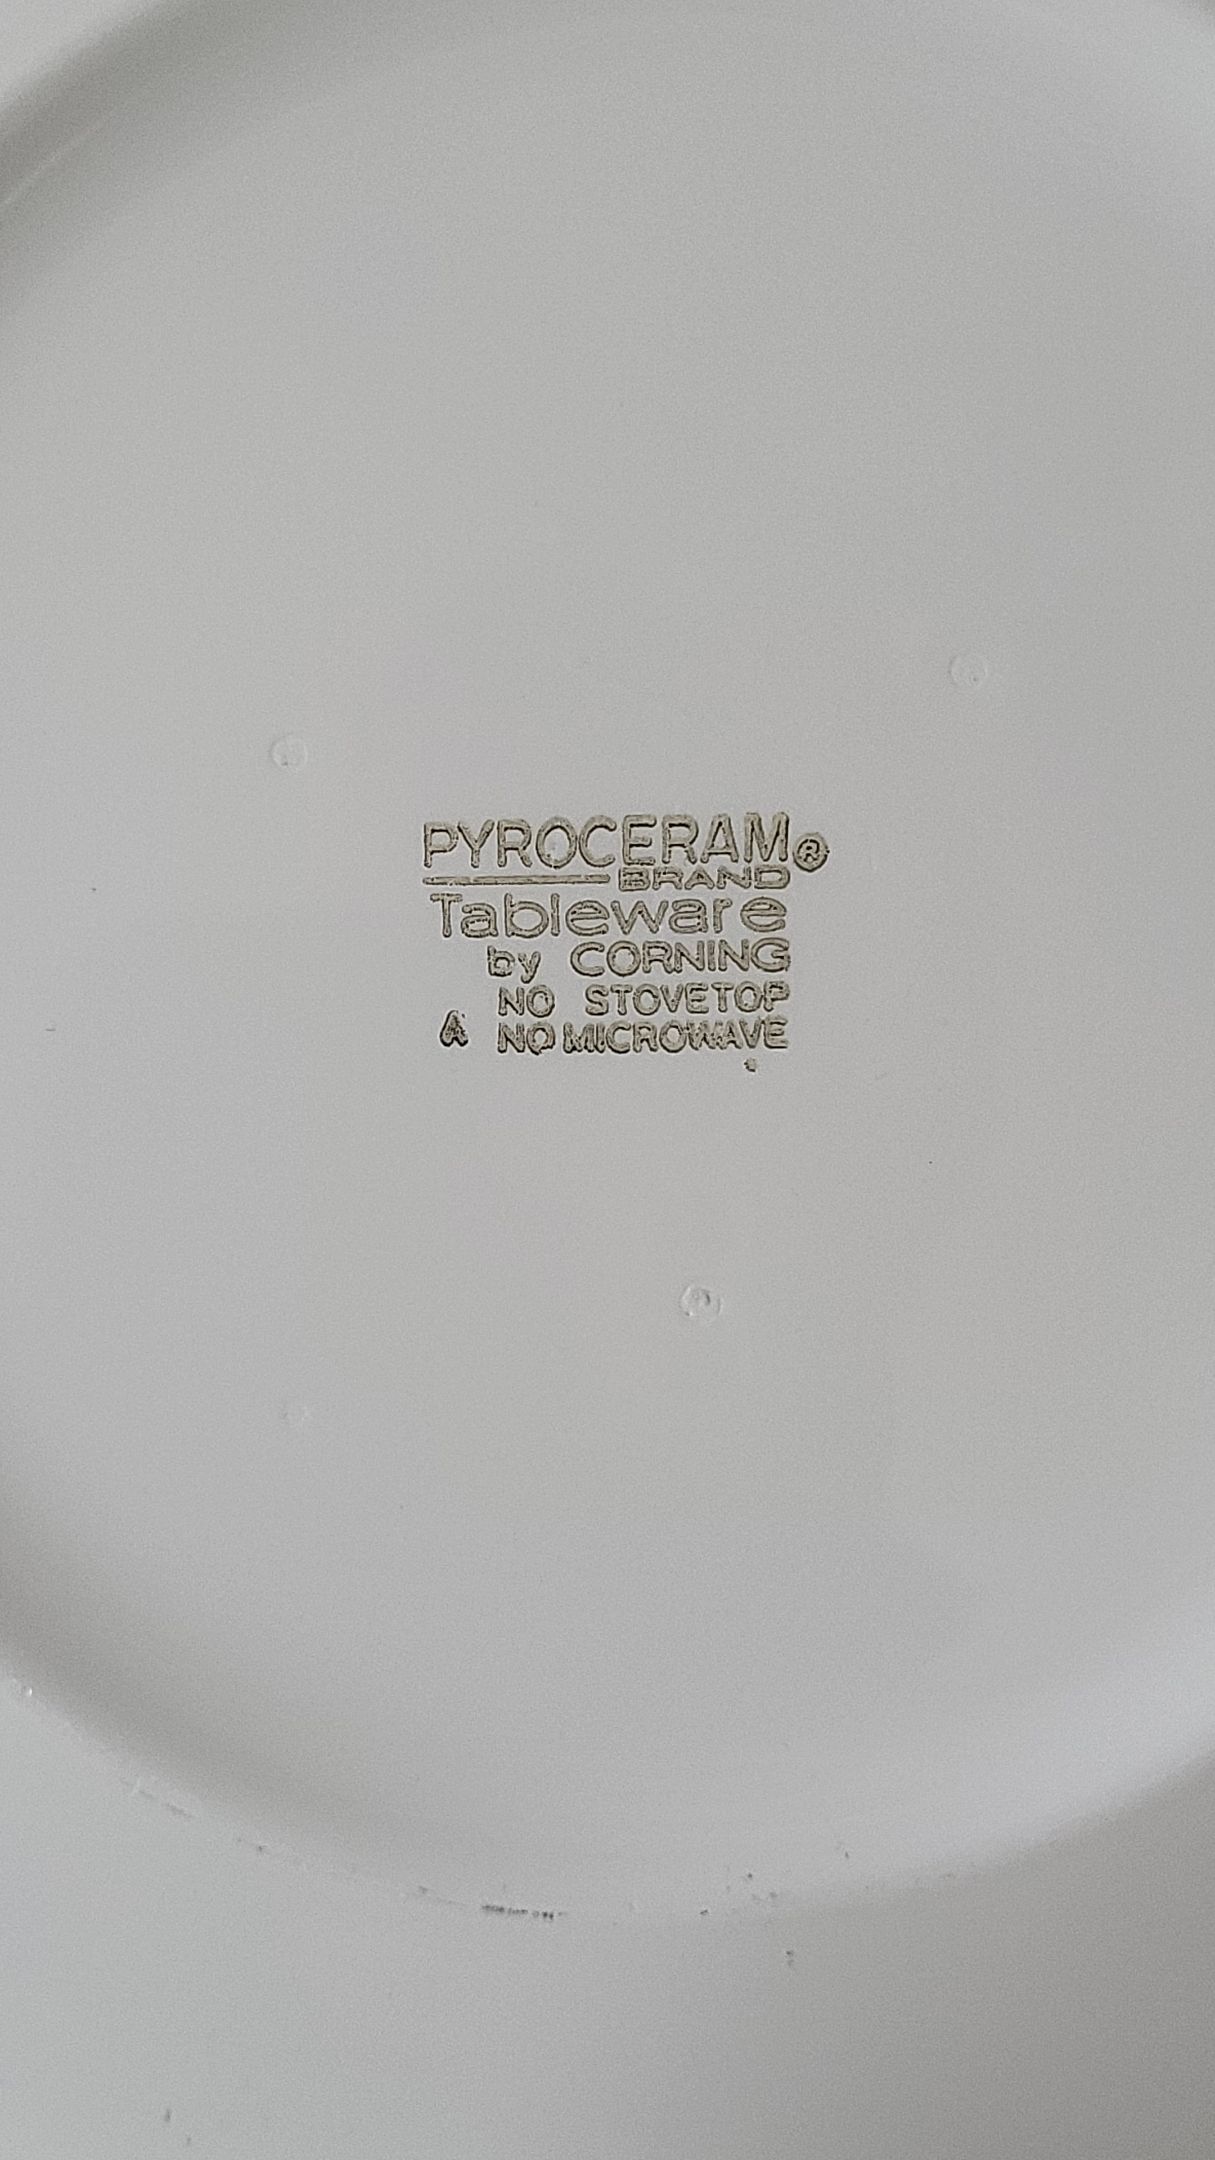 PYROCERAM®
BRAND
Tableware
by CORNING
NO STOVETOP
A NO MICROWAVE